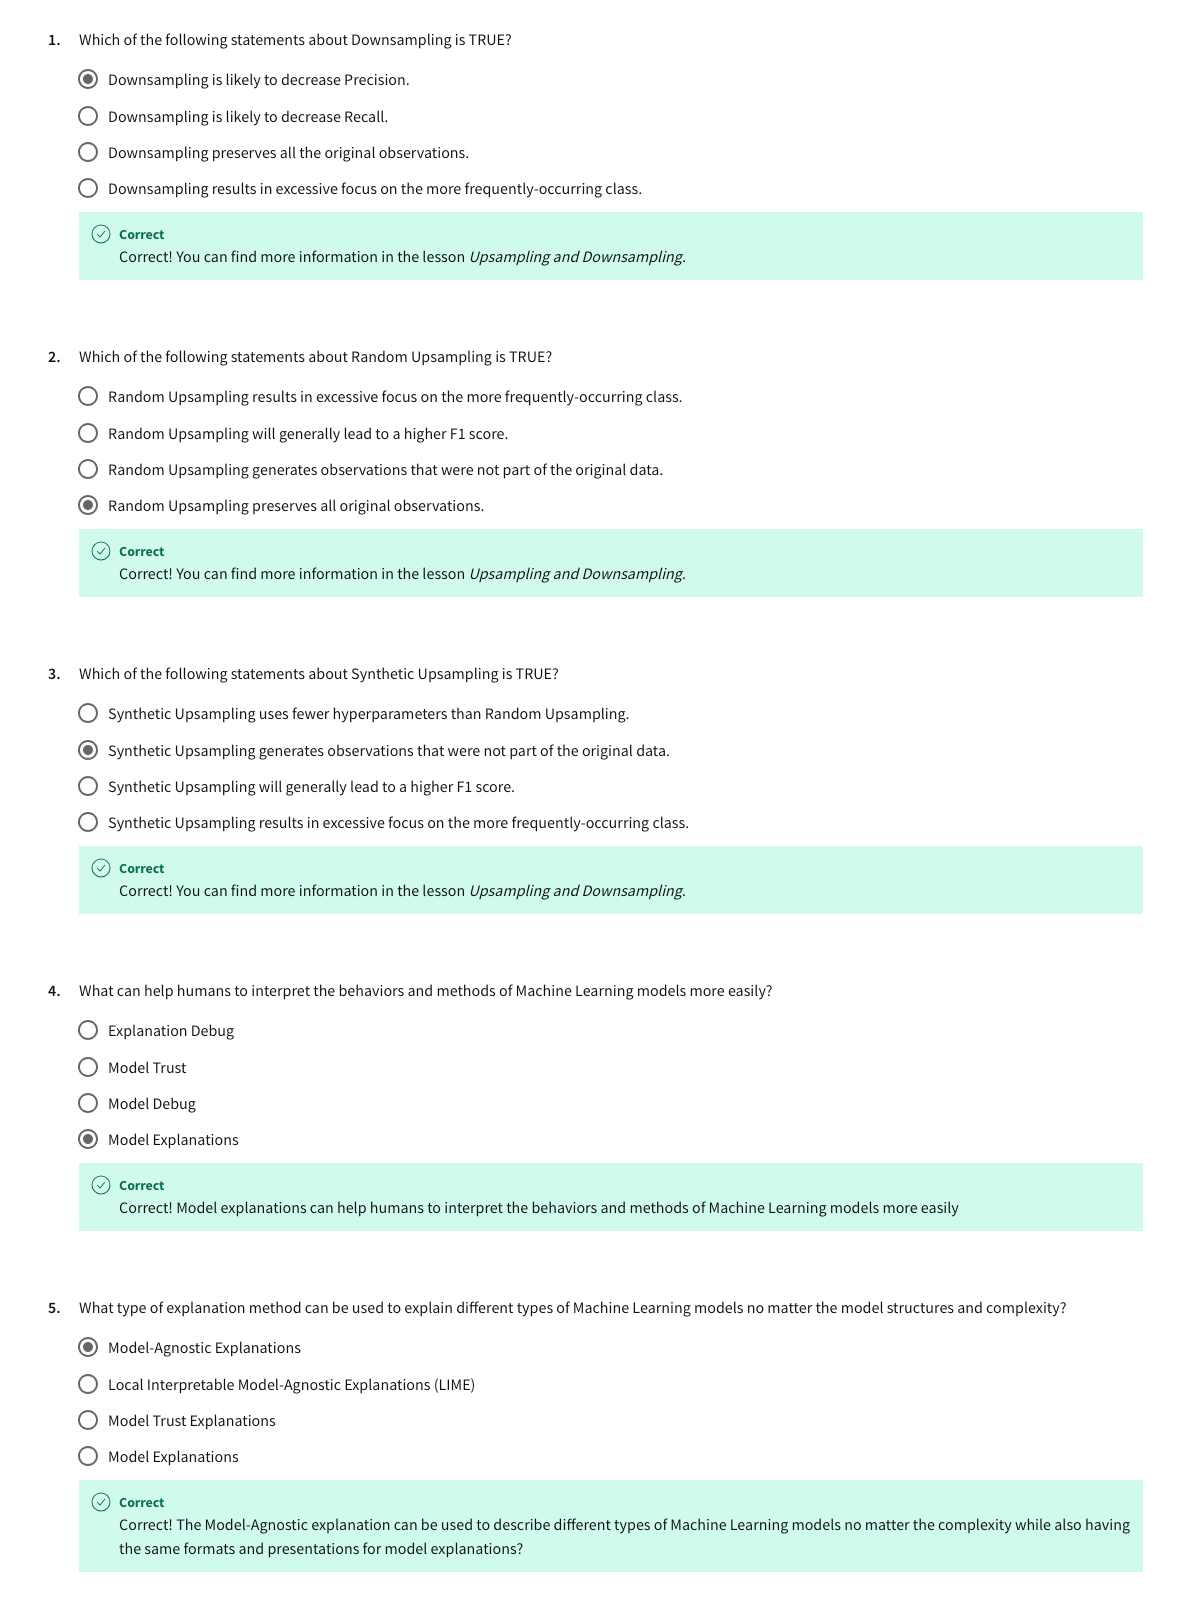 1. Which of the following statements about Downsampling is TRUE?
Downsampling is likely to decrease Precision.
Downsampling is likely to decrease Recall.
Downsampling preserves all the original observations.
Downsampling results in excessive focus on the more frequently-occurring class.
Correct
Correct! You can find more information in the lesson Upsampling and Downsampling.
2. Which of the following statements about Random Upsampling is TRUE?
Random Upsampling results in excessive focus on the more frequently-occurring class.
Random Upsampling will generally lead to a higher F1 score.
Random Upsampling generates observations that were not part of the original data.
Random Upsampling preserves all original observations.
Correct
Correct! You can find more information in the lesson Upsampling and Downsampling.
3. Which of the following statements about Synthetic Upsampling is TRUE?
Synthetic Upsampling uses fewer hyperparameters than Random Upsampling.
Synthetic Upsampling generates observations that were not part of the original data.
Synthetic Upsampling will generally lead to a higher F1 score.
Synthetic Upsampling results in excessive focus on the more frequently-occurring class.
Correct
Correct! You can find more information in the lesson Upsampling and Downsampling.
4. What can help humans to interpret the behaviors and methods of Machine Learning models more easily?
Explanation Debug
Model Trust
Model Debug
Model Explanations
Correct
Correct! Model explanations can help humans to interpret the behaviors and methods of Machine Learning models more easily
5. What type of explanation method can be used to explain different types of Machine Learning models no matter the model structures and complexity?
Model-Agnostic Explanations
Local Interpretable Model-Agnostic Explanations (LIME)
Model Trust Explanations
Model Explanations
Correct
Correct! The Model-Agnostic explanation can be used to describe different types of Machine Learning models no matter the complexity while also having
the same formats and presentations for model explanations?